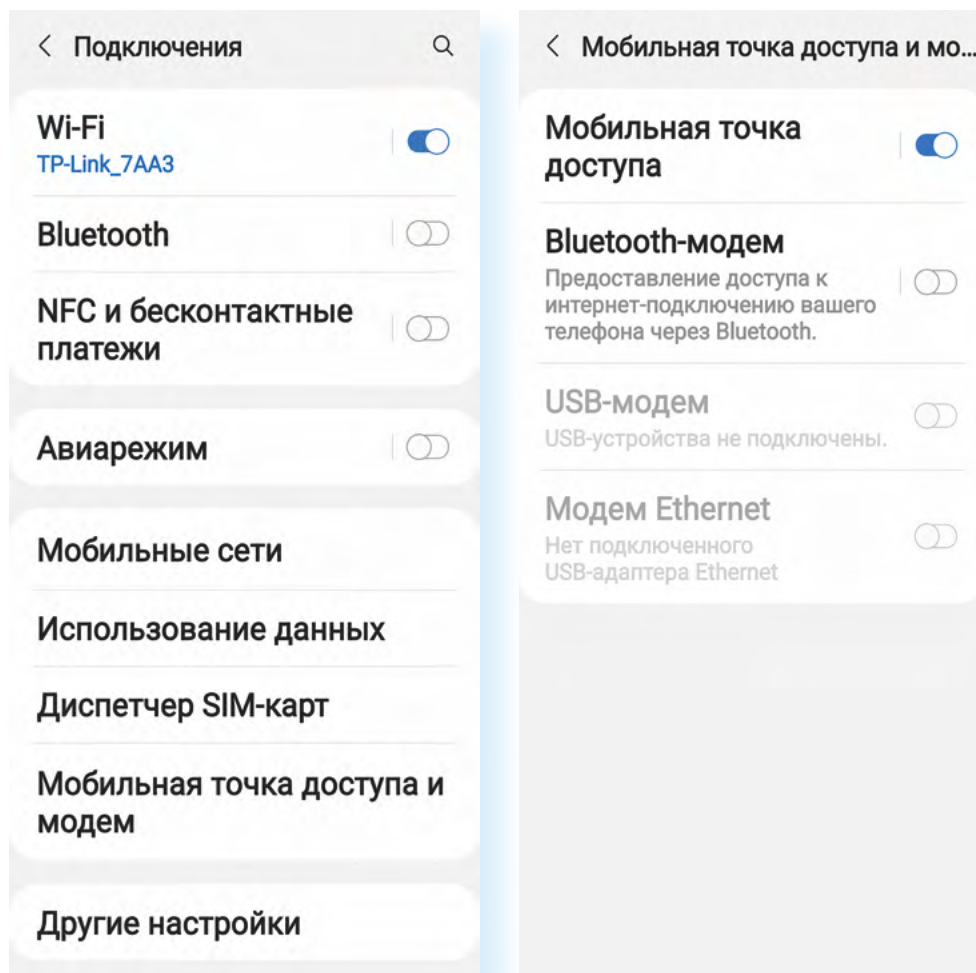 Подключения
Wi-Fi
TP-Link_7AA3
Bluetooth
NFC и бесконтактные
платежи
Авиарежим
Мобильные сети
Использование данных
Диспетчер SIM-карт
Мобильная точка доступа и
модем
Другие настройки
Мобильная точка доступа и мо...
Мобильная точка
доступа
Bluetooth-модем
Предоставление доступа к
интернет-подключению вашего
телефона через Bluetooth.
USB-модем
USB-устройства не подключены.
Модем Ethernet
Нет подключенного
USB-адаптера Ethernet